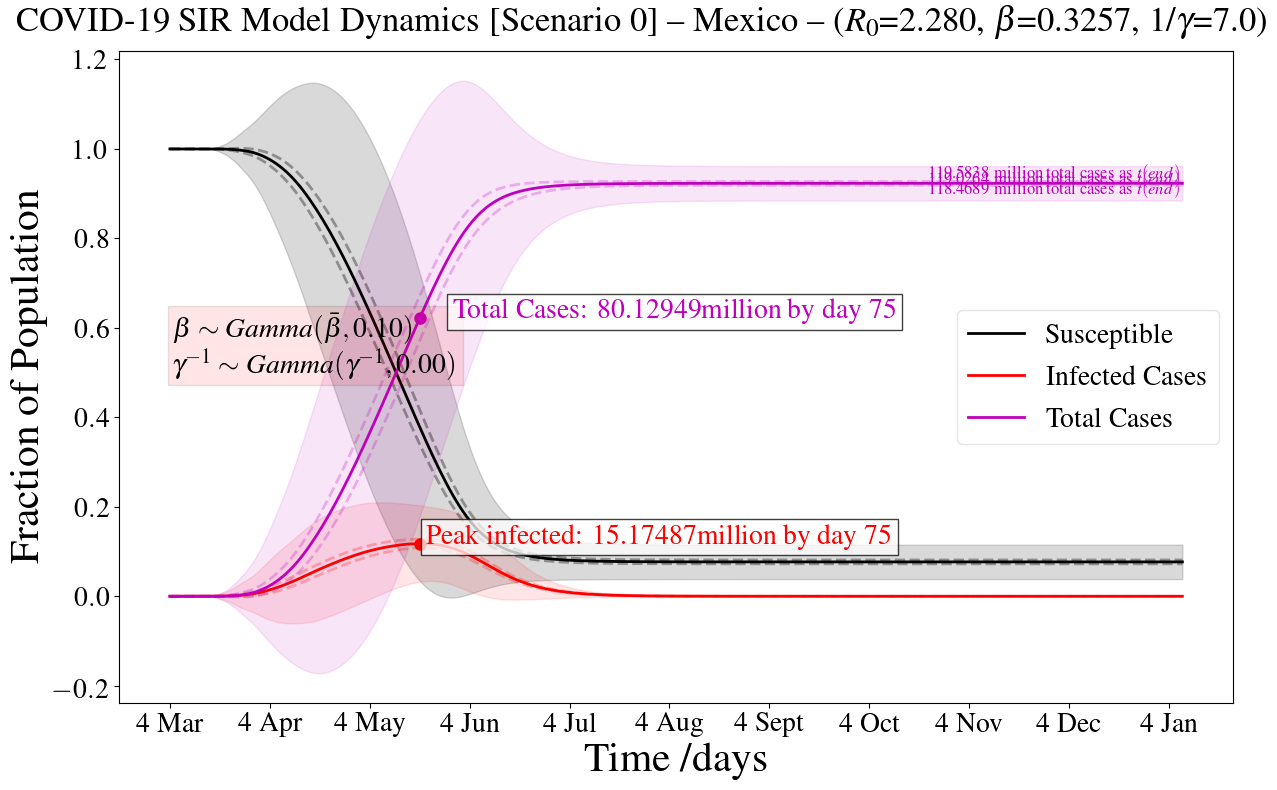 COVID-19 SIR Model Dynamics [Scenario 0] – Mexico – (R₀=2.280, β=0.3257, 1/γ=7.0)
Fraction of Population
1.2
1.0
0.8
0.6
0.4
0.2
0.0
−0.2
119.5838 million total cases as t(end)
118.4689 million total cases as t(end)
Total Cases: 80.12949million by day 75
β ∼ Gamma(β̄, 0.10)
γ⁻¹ ∼ Gamma(γ⁻¹, 0.00)
Susceptible
Infected Cases
Total Cases
Peak infected: 15.17487million by day 75
4 Mar
4 Apr
4 May
4 Jun
4 Jul
4 Aug
4 Sept
4 Oct
4 Nov
4 Dec
4 Jan
Time /days